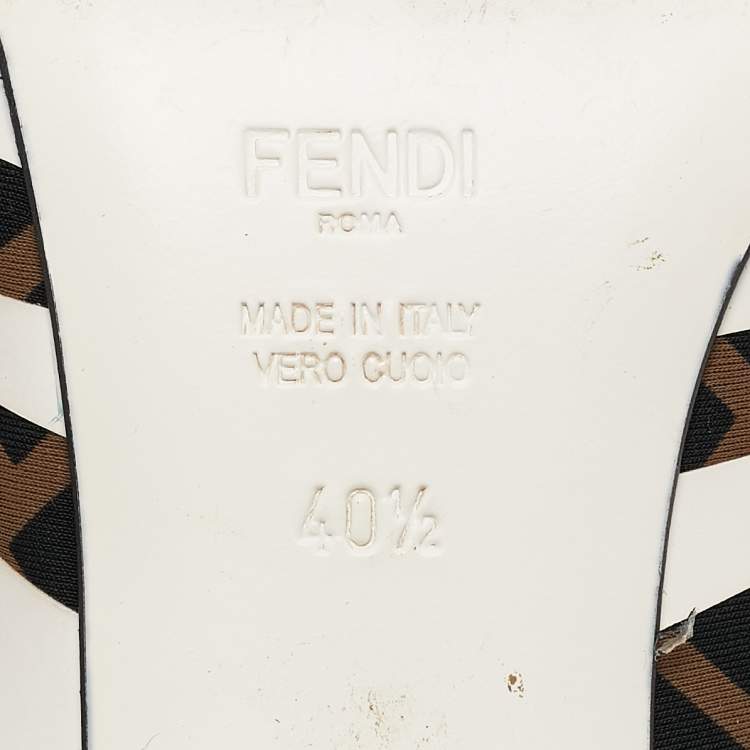 FENDI
ROMA
MADE IN ITALY
VERO CUOIO
40½